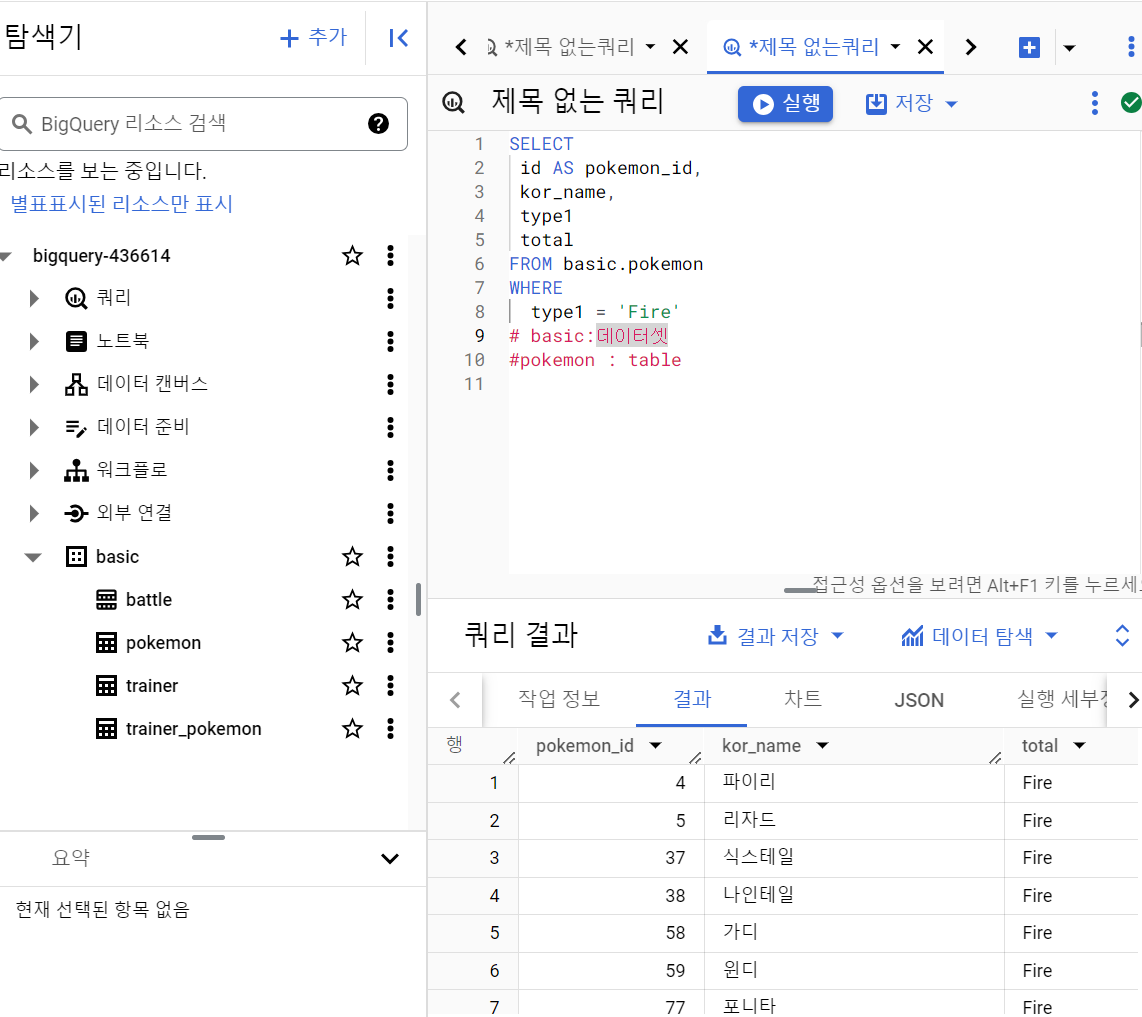 탐색기
+ 추가
BigQuery 리소스 검색
리소스를 보는 중입니다.
별표표시된 리소스만 표시
bigquery-436614
쿼리
노트북
데이터 캔버스
데이터 준비
워크플로
외부 연결
basic
battle
pokemon
trainer
trainer_pokemon
요약
현재 선택된 항목 없음
*제목 없는쿼리
*제목 없는쿼리
제목 없는 쿼리
실행
저장
1 SELECT
2 id AS pokemon_id,
3 kor_name,
4 type1
5 total
6 FROM basic.pokemon
7 WHERE
8 type1 = 'Fire'
9 # basic:데이터셋
10 #pokemon : table
11
접근성 옵션을 보려면 Alt+F1 키를 누르세요
쿼리 결과
결과 저장
데이터 탐색
작업 정보 결과 차트 JSON 실행 세부정
행 pokemon_id kor_name total
1 4 파이리 Fire
2 5 리자드 Fire
3 37 식스테일 Fire
4 38 나인테일 Fire
5 58 가디 Fire
6 59 윈디 Fire
7 77 포니타 Fire